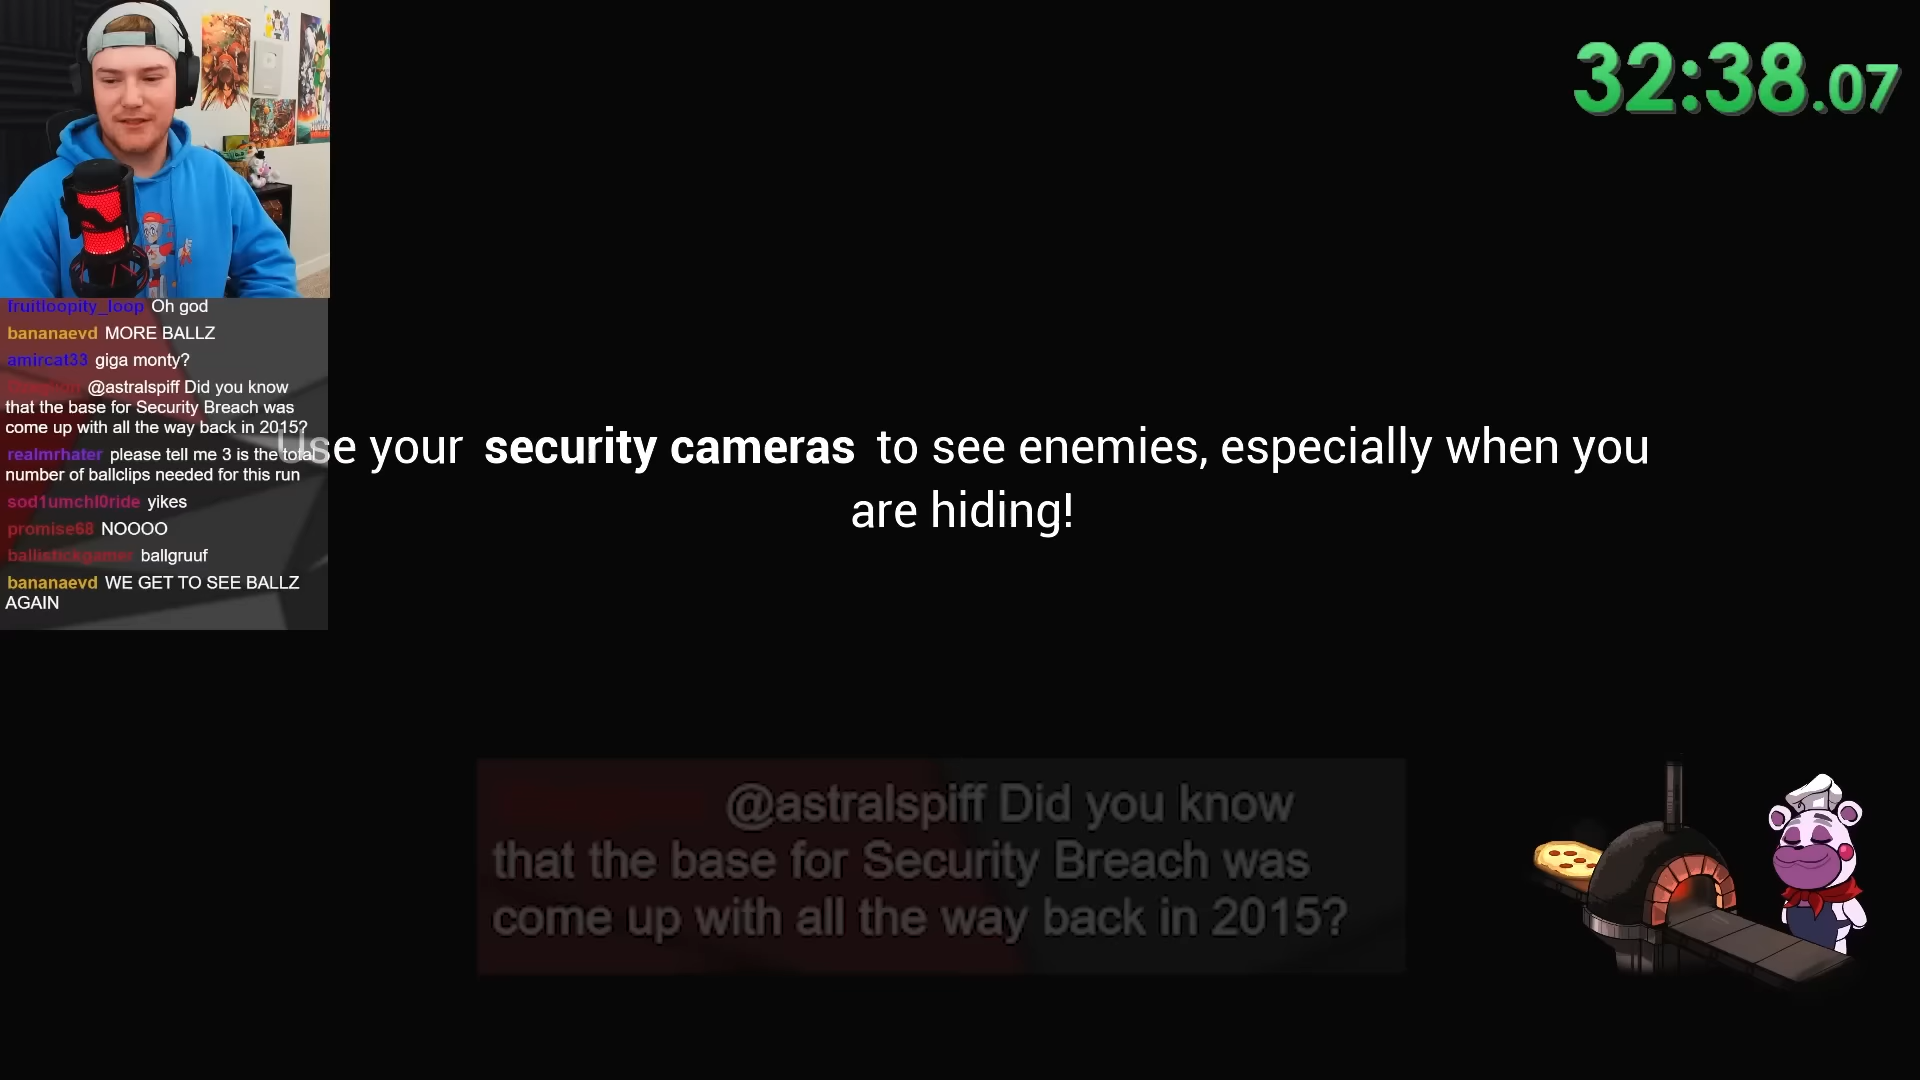 32:38.07
fruitloopity_loop Oh god
bananaevd MORE BALLZ
amircat33 giga monty?
@astralspiff Did you know
that the base for Security Breach was
come up with all the way back in 2015?
realmrhater please tell me 3 is the total
number of ballclips needed for this run
sod1umchl0ride yikes
promise68 NOOOO
ballistickgamer ballgruuf
bananaevd WE GET TO SEE BALLZ
AGAIN
Use your security cameras to see enemies, especially when you
are hiding!
@astralspiff Did you know
that the base for Security Breach was
come up with all the way back in 2015?